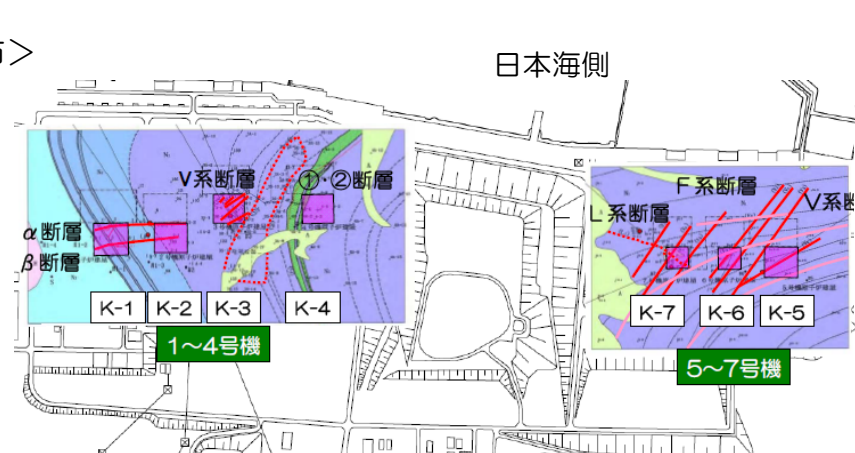 ＞
日本海側
V系断層
①・②断層
α断層
β断層
K-1
K-2
K-3
K-4
1～4号機
F系断層
V系断
L系断層
K-7
K-6
K-5
5～7号機